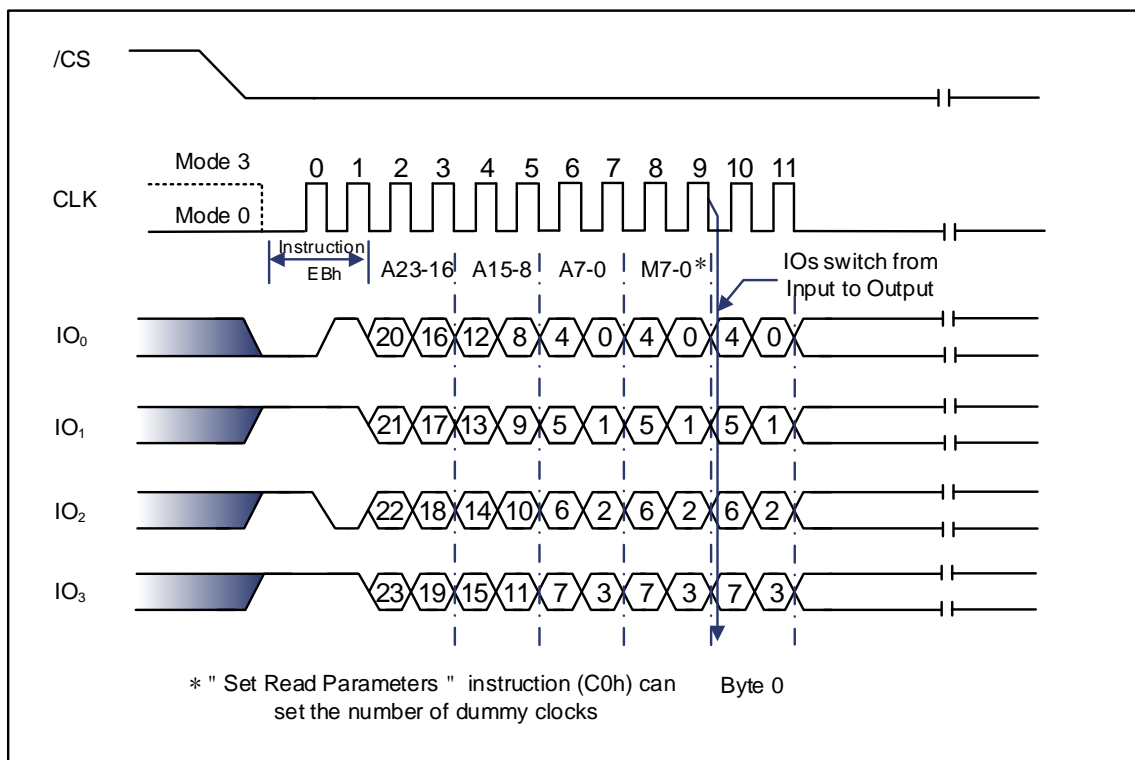 /CS
Mode 3
0 1 2 3 4 5 6 7 8 9 10 11
CLK
Mode 0
Instruction
EBh
A23-16 A15-8 A7-0 M7-0*
IOs switch from
Input to Output
IO0 20 16 12 8 4 0 4 0 4 0
IO1 21 17 13 9 5 1 5 1 5 1
IO2 22 18 14 10 6 2 6 2 6 2
IO3 23 19 15 11 7 3 7 3 7 3
* " Set Read Parameters " instruction (C0h) can
set the number of dummy clocks
Byte 0